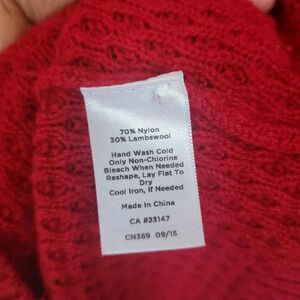 70% Nylon
30% Lambswool
Hand Wash Cold
Only Non-Chlorine
Bleach When Needed
Reshape, Lay Flat To
Dry
Cool Iron, If Needed
Made In China
CA #23147
CN369 09/15